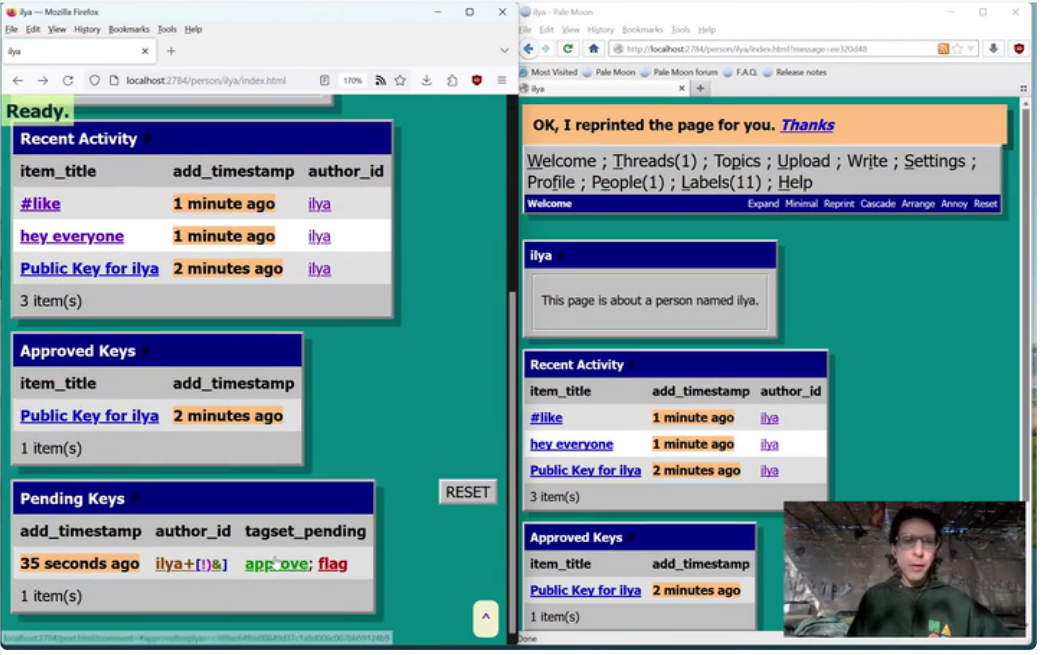 ilya — Mozilla Firefox
File Edit View History Bookmarks Tools Help
ilya
localhost:2784/person/ilya/index.html
170%
Ready.
Recent Activity #
item_title add_timestamp author_id
#like 1 minute ago ilya
hey everyone 1 minute ago ilya
Public Key for ilya 2 minutes ago ilya
3 item(s)
Approved Keys #
item_title add_timestamp
Public Key for ilya 2 minutes ago
1 item(s)
Pending Keys #
add_timestamp author_id tagset_pending
35 seconds ago ilya+[!)&] approve; flag
1 item(s)
RESET
^
ilya - Pale Moon
File Edit View History Bookmarks Tools Help
http://localhost:2784/person/ilya/index.html?message=ee320d48
Most Visited Pale Moon Pale Moon forum F.A.Q. Release notes
ilya
OK, I reprinted the page for you. Thanks
Welcome ; Threads(1) ; Topics ; Upload ; Write ; Settings ;
Profile ; People(1) ; Labels(11) ; Help
Welcome Expand Minimal Reprint Cascade Arrange Annoy Reset
ilya
This page is about a person named ilya.
Recent Activity
item_title add_timestamp author_id
#like 1 minute ago ilya
hey everyone 1 minute ago ilya
Public Key for ilya 2 minutes ago ilya
3 item(s)
Approved Keys
item_title add_timestamp
Public Key for ilya 2 minutes ago
1 item(s)
Done